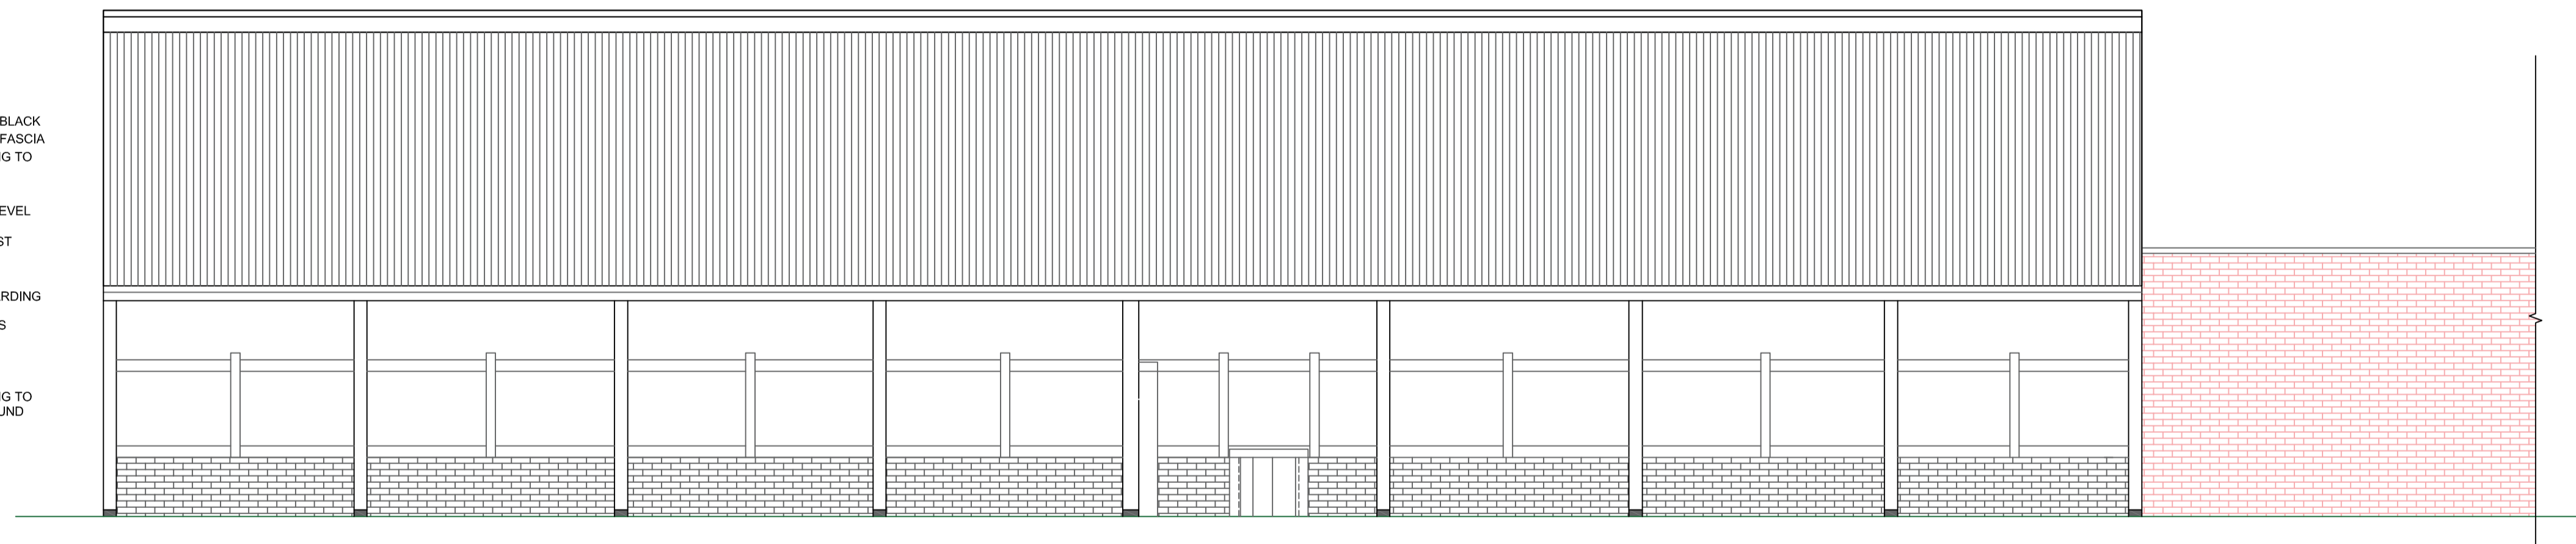 BLACK
FASCIA
G TO
EVEL
ST
RDING
S
G TO
UND